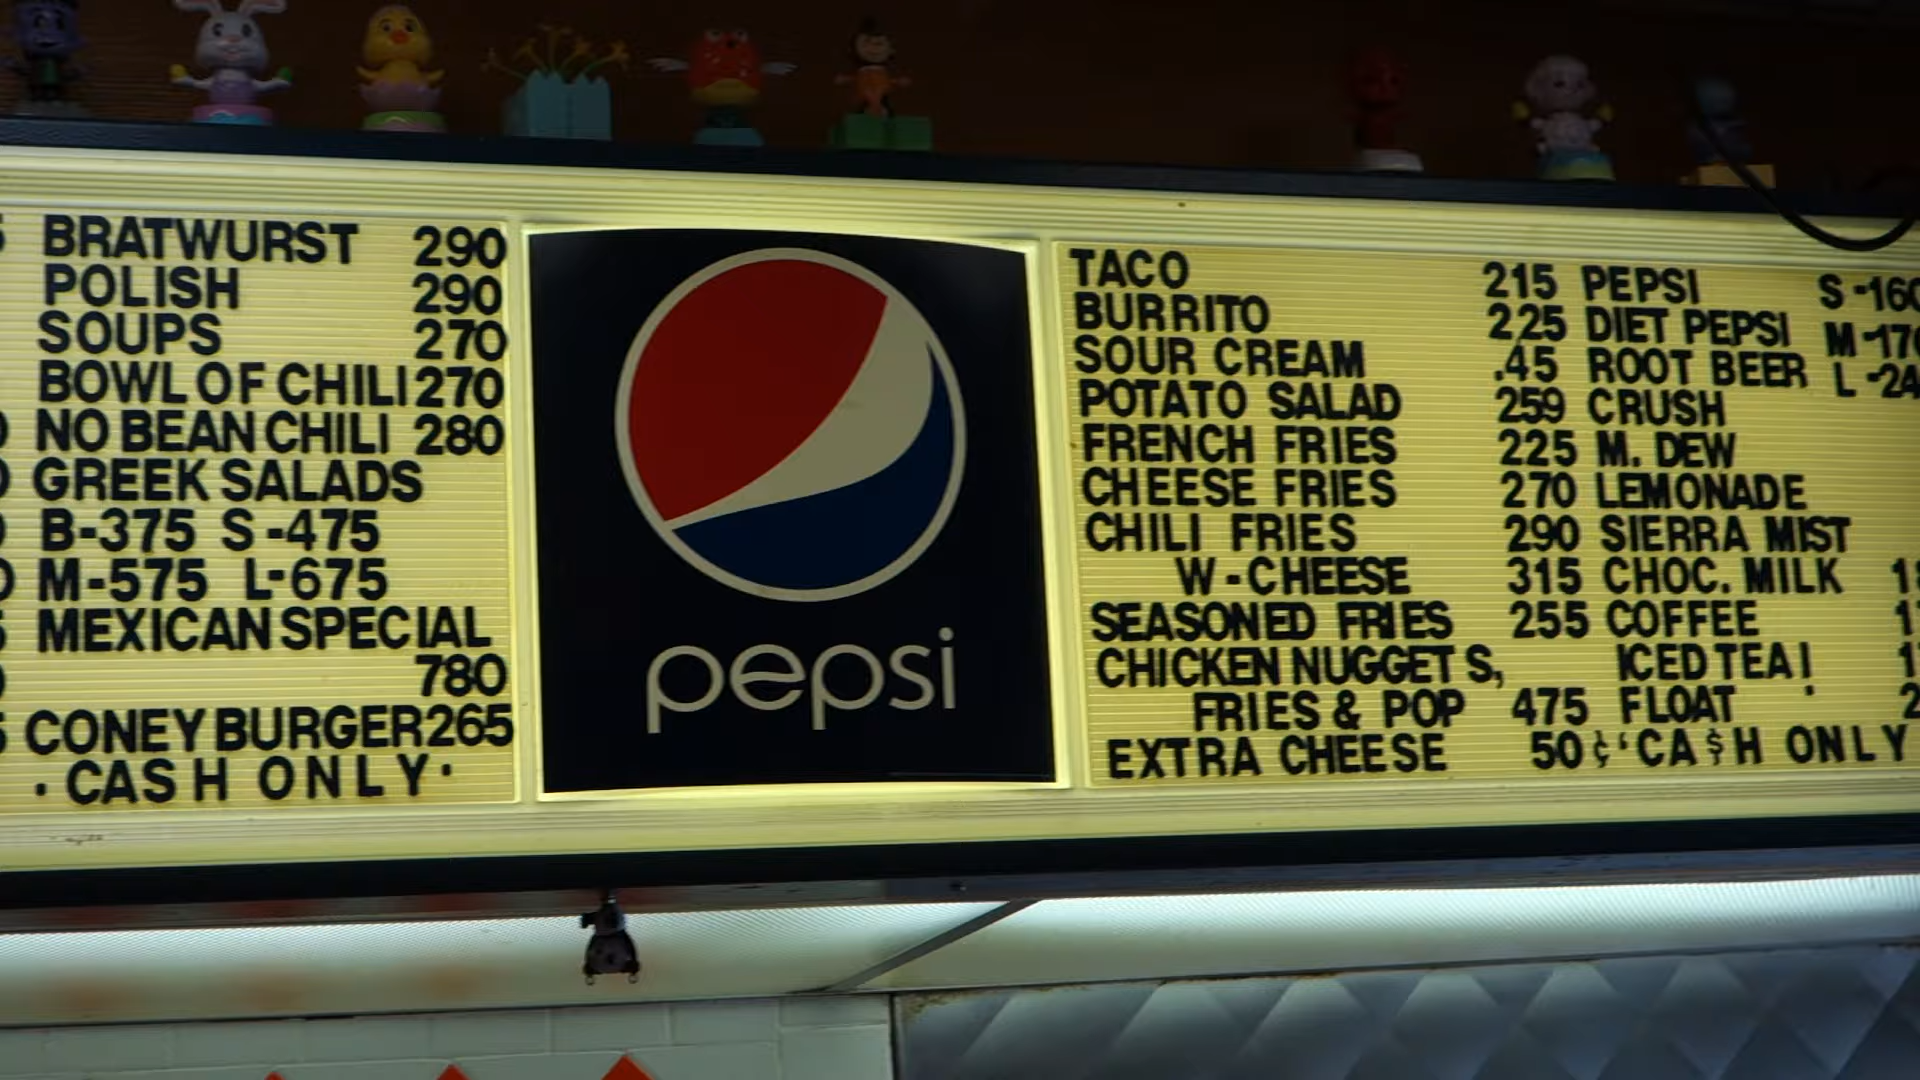 BRATWURST 290
POLISH 290
SOUPS 270
BOWL OF CHILI 270
NO BEAN CHILI 280
GREEK SALADS
B-375 S-475
M-575 L-675
MEXICAN SPECIAL
780
CONEY BURGER 265
· CASH ONLY ·
pepsi
TACO 215
BURRITO 225
SOUR CREAM .45
POTATO SALAD 259
FRENCH FRIES 225
CHEESE FRIES 270
CHILI FRIES 290
W-CHEESE 315
SEASONED FRIES 255
CHICKEN NUGGETS,
FRIES & POP 475
EXTRA CHEESE 50¢
PEPSI S-160
DIET PEPSI M-170
ROOT BEER L-24
CRUSH
M. DEW
LEMONADE
SIERRA MIST
CHOC. MILK
COFFEE
ICED TEA!
FLOAT
'CA$H ONLY